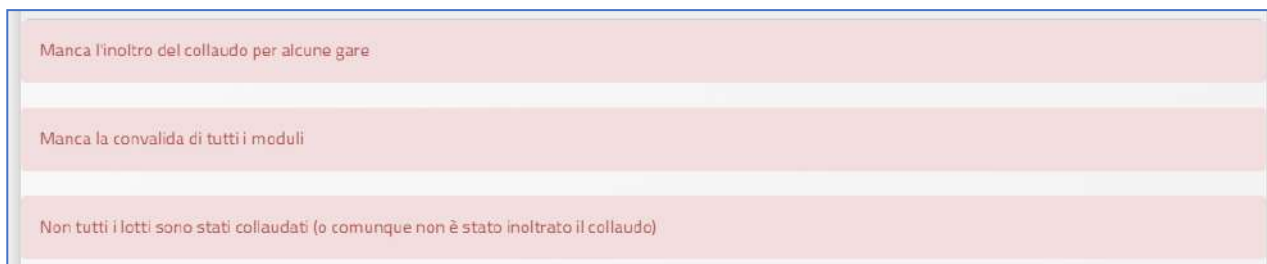 Manca l'inoltro del collaudo per alcune gare
Manca la convalida di tutti i moduli
Non tutti i lotti sono stati collaudati (o comunque non è stato inoltrato il collaudo)